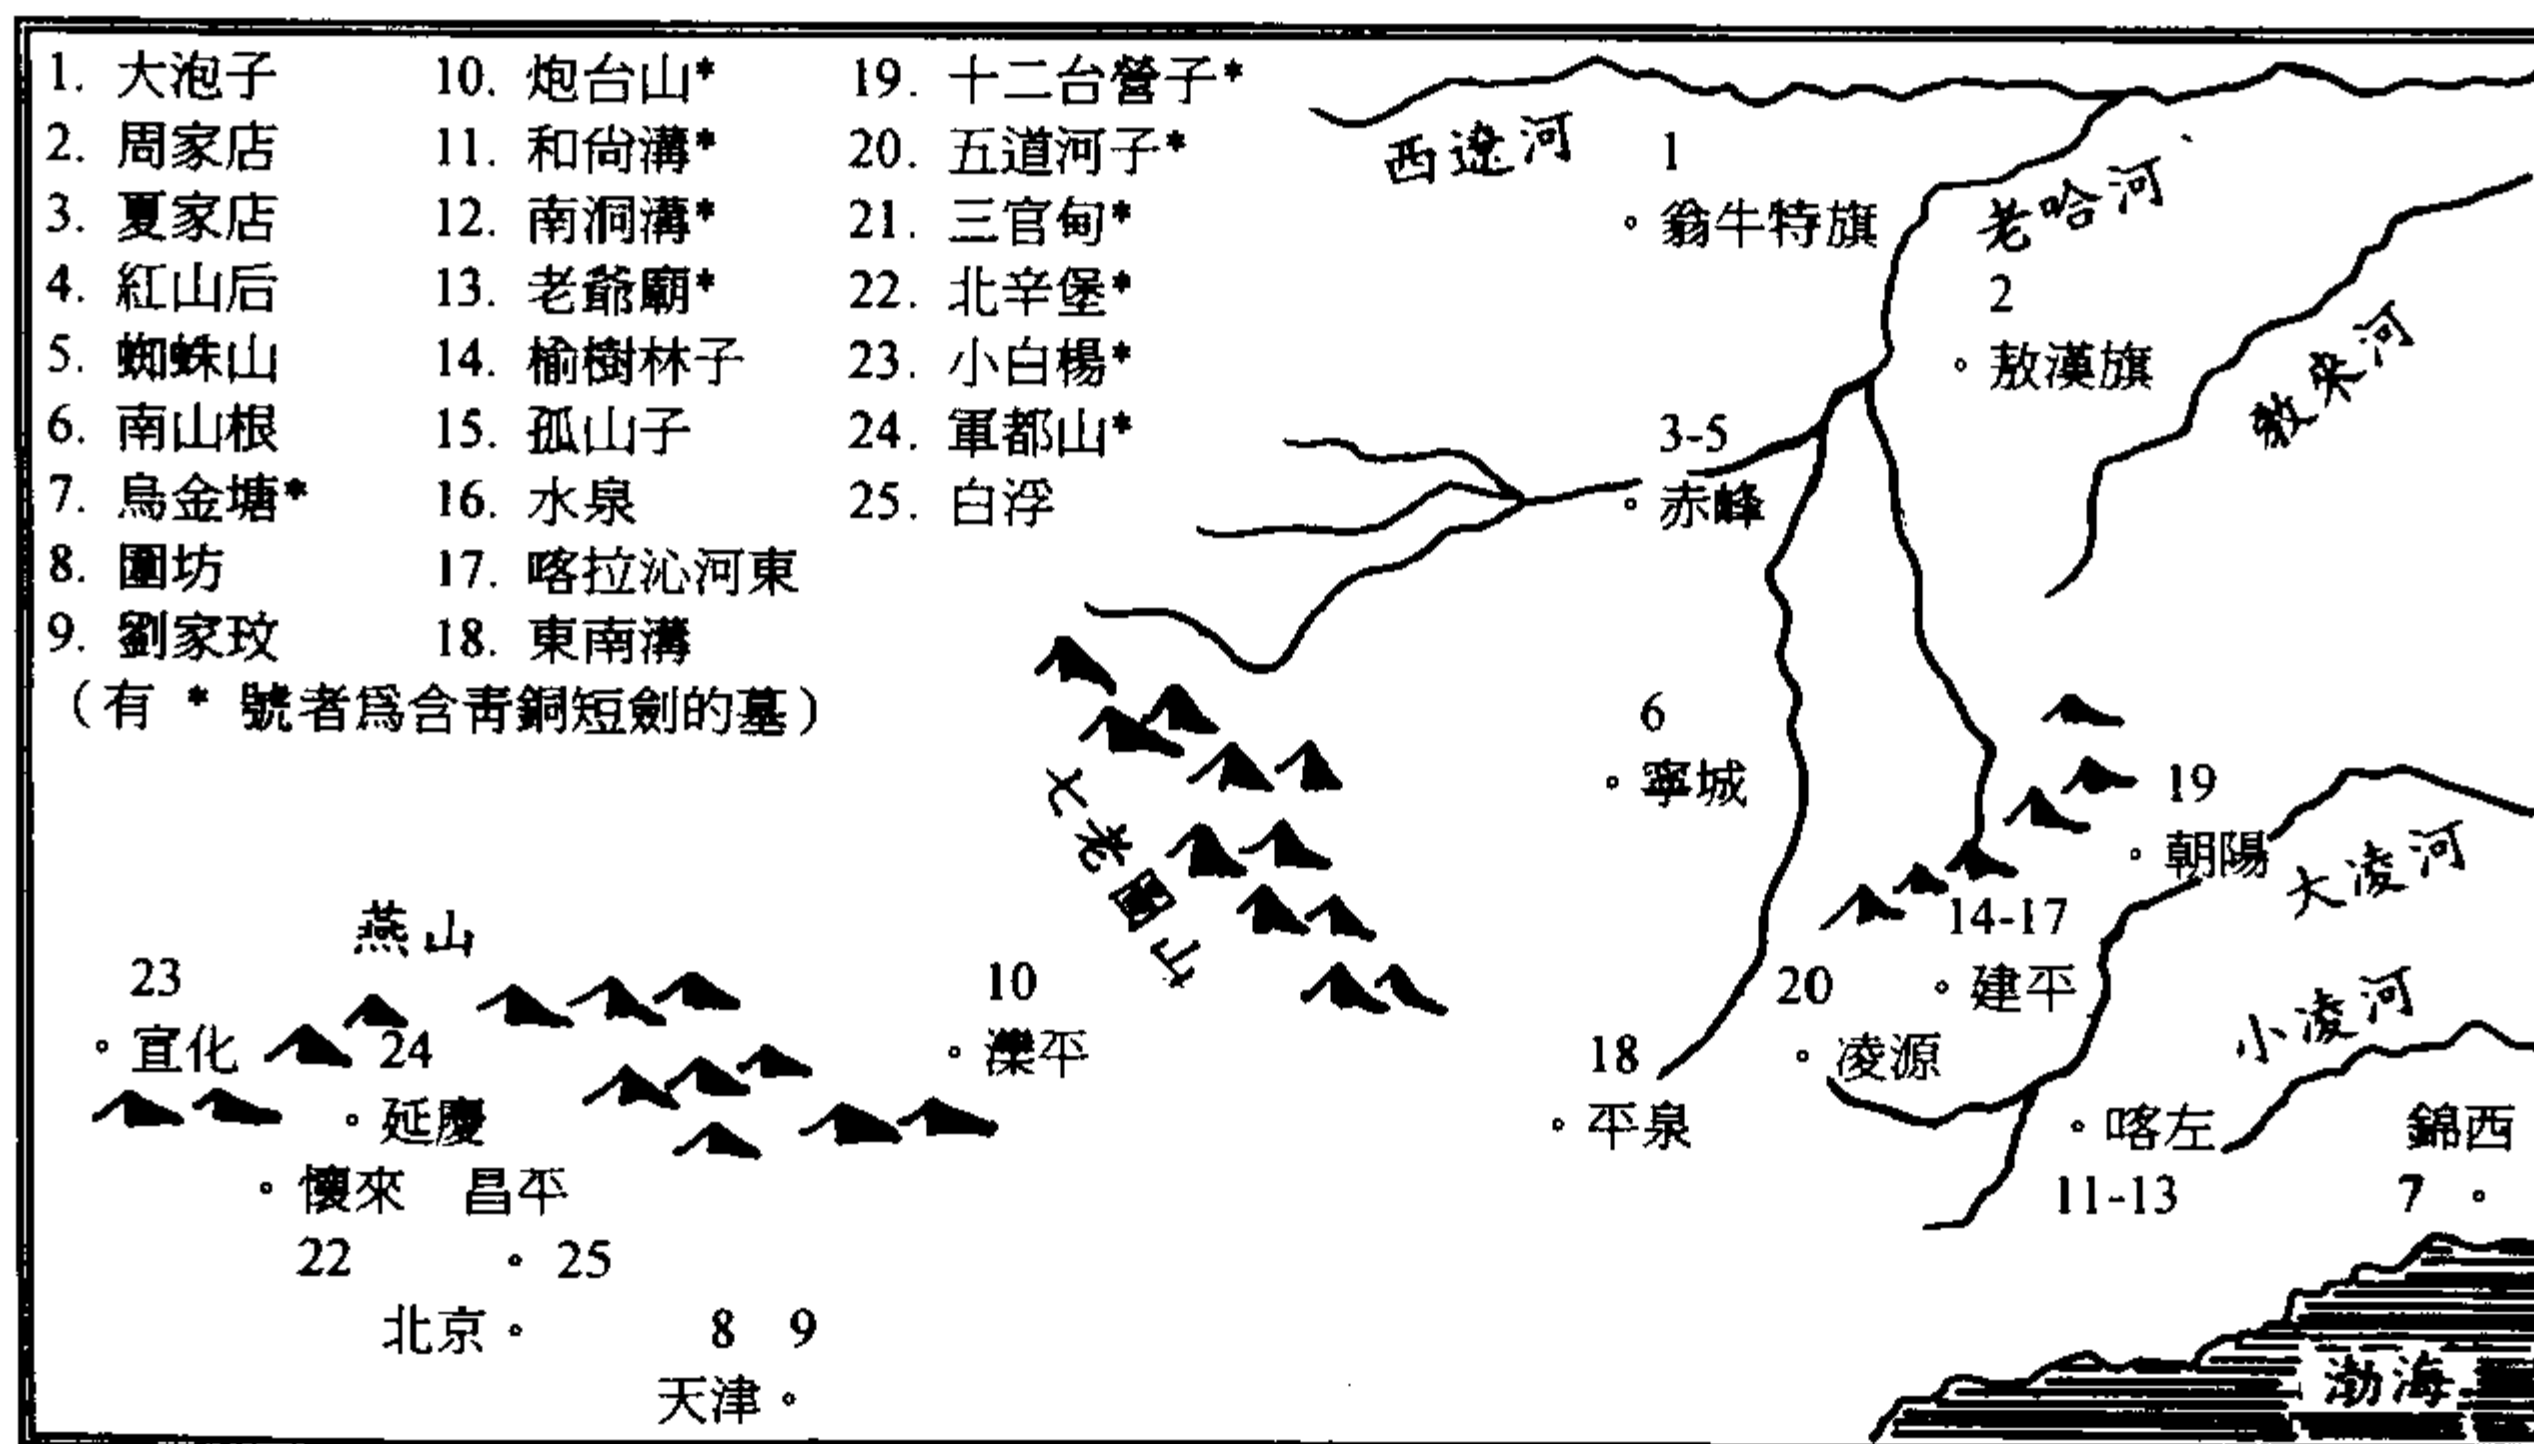 1. 大泡子
2. 周家店
3. 夏家店
4. 紅山后
5. 蜘蛛山
6. 南山根
7. 烏金塘*
8. 圍坊
9. 劉家坟
10. 炮台山*
11. 和尙溝*
12. 南洞溝*
13. 老爺廟*
14. 榆樹林子
15. 孤山子
16. 水泉
17. 喀拉沁河東
18. 東南溝
19. 十二台營子*
20. 五道河子*
21. 三官甸*
22. 北辛堡*
23. 小白楊*
24. 軍都山*
25. 白浮
（有 * 號者爲含青銅短劍的墓）
西遼河
1
翁牛特旗
老哈河
2
敖漢旗
教來河
3-5
赤峰
6
寧城
七老圖山
19
朝陽
大凌河
燕山
14-17
建平
23
宣化
10
灤平
20
凌源
小凌河
24
延慶
18
平泉
喀左
11-13
錦西
7
懷來
22
昌平
25
北京
8 9
天津
渤海